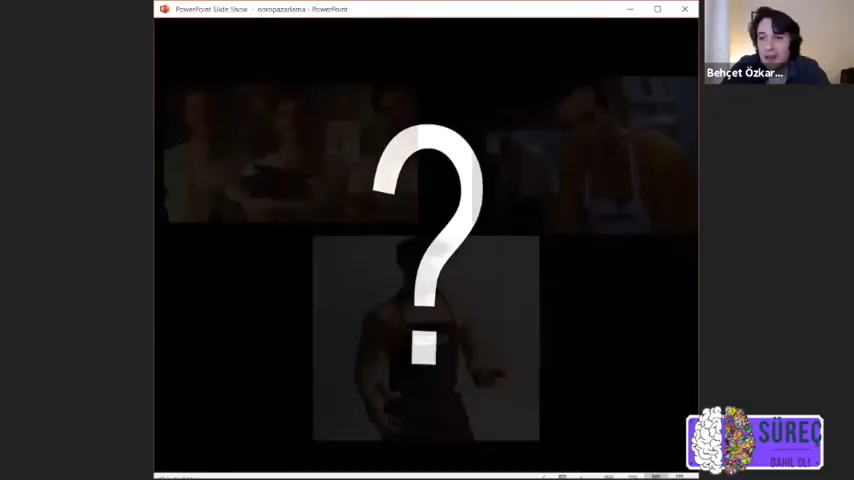 PowerPoint Slide Show - noropazarlama - PowerPoint
Behçet Özkar...
?
SÜREÇ
DAHİL OL!